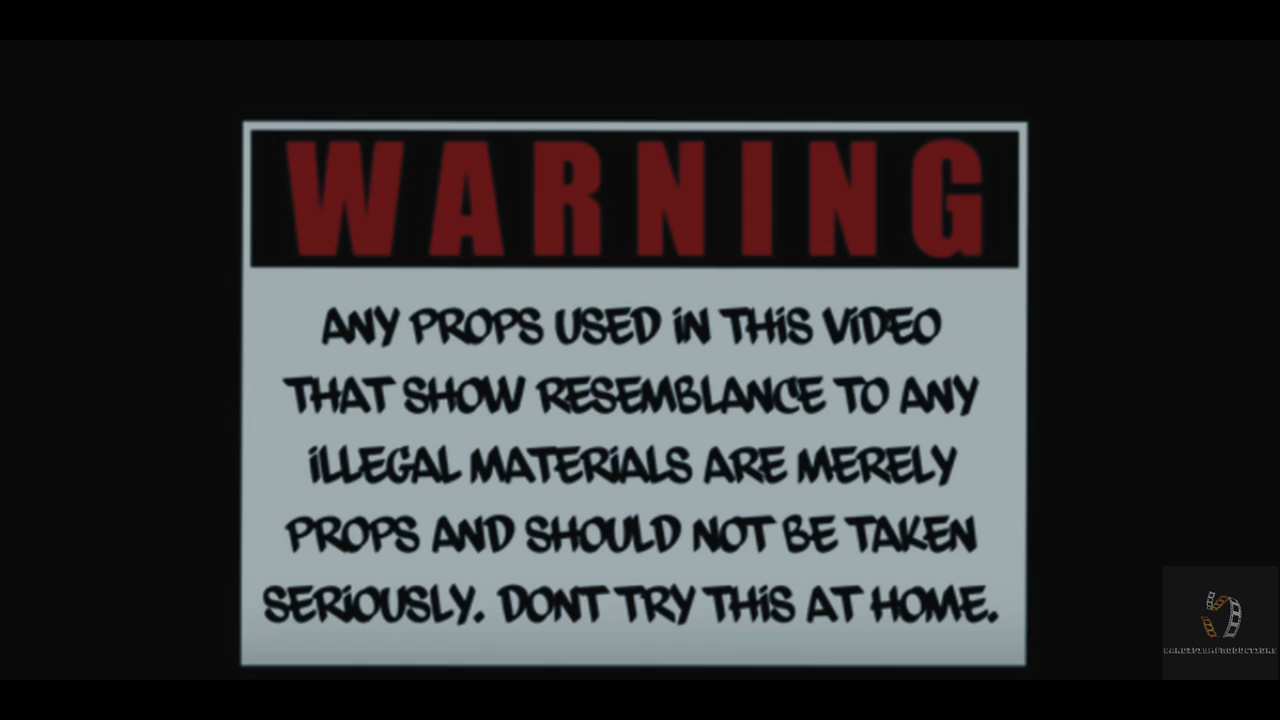 WARNING
ANY PROPS USED iN THiS ViDEO
THAT SHOW RESEMBLANCE TO ANY
iLLEGAL MATERiALS ARE MERELY
PROPS AND SHOULD NOT BE TAKEN
SERiOUSLY. DONT TRY THiS AT HOME.